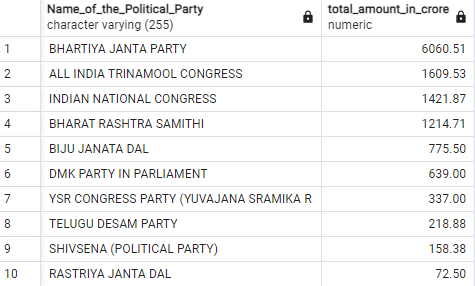 Name_of_the_Political_Party total_amount_in_crore
character varying (255) numeric
1 BHARTIYA JANTA PARTY 6060.51
2 ALL INDIA TRINAMOOL CONGRESS 1609.53
3 INDIAN NATIONAL CONGRESS 1421.87
4 BHARAT RASHTRA SAMITHI 1214.71
5 BIJU JANATA DAL 775.50
6 DMK PARTY IN PARLIAMENT 639.00
7 YSR CONGRESS PARTY (YUVAJANA SRAMIKA R 337.00
8 TELUGU DESAM PARTY 218.88
9 SHIVSENA (POLITICAL PARTY) 158.38
10 RASTRIYA JANTA DAL 72.50